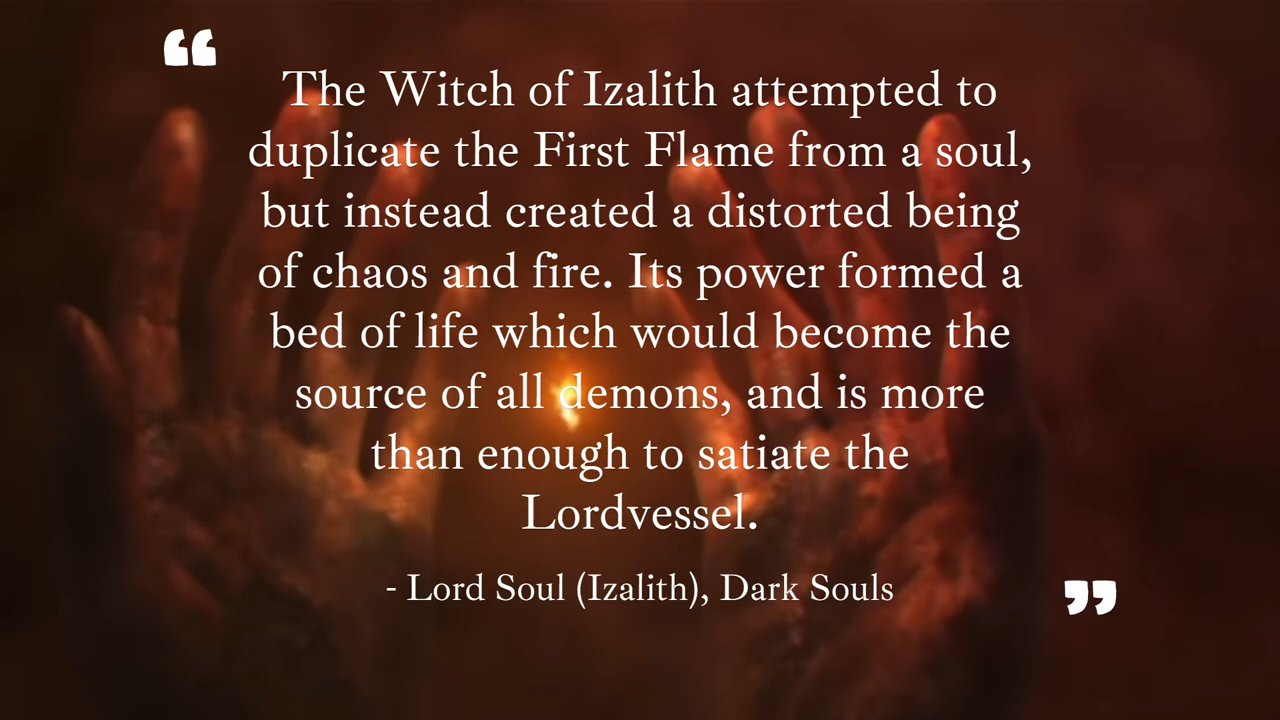 “
The Witch of Izalith attempted to
duplicate the First Flame from a soul,
but instead created a distorted being
of chaos and fire. Its power formed a
bed of life which would become the
source of all demons, and is more
than enough to satiate the
Lordvessel.
- Lord Soul (Izalith), Dark Souls
”